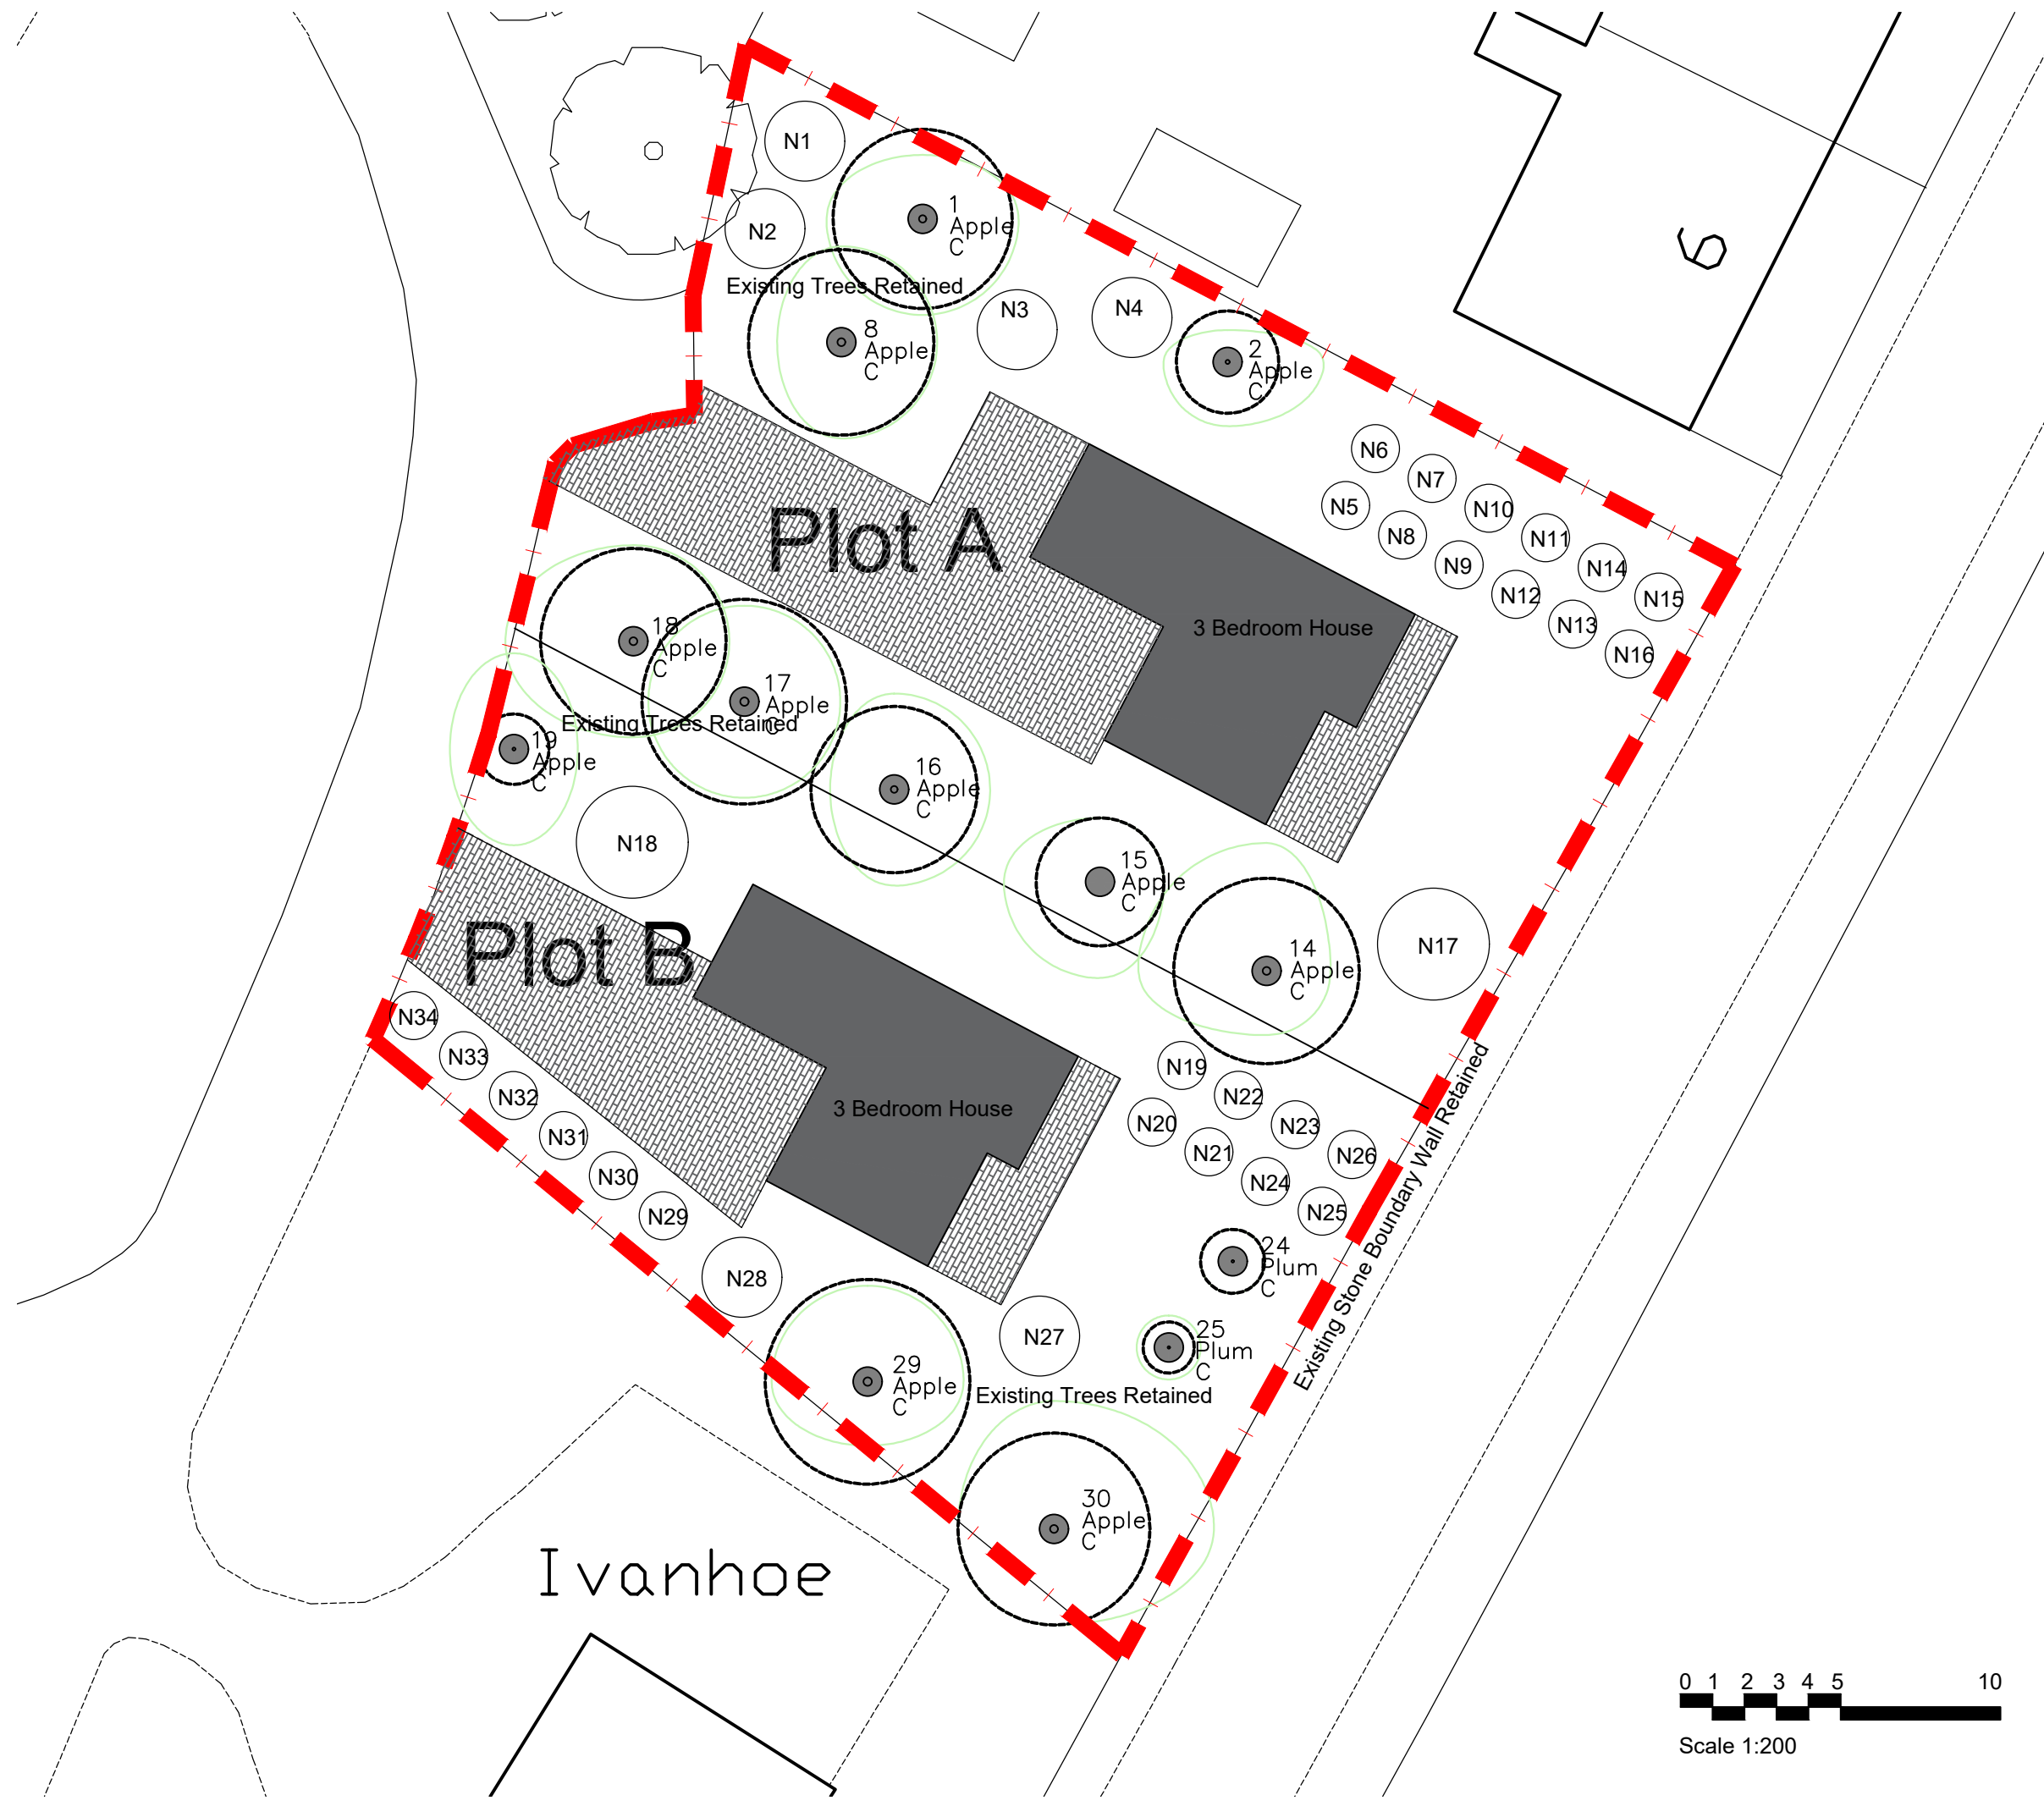 N1
1
Apple
C
N2
Existing Trees Retained
8
Apple
C
N3
N4
2
Apple
C
6
N6
N7
N5
N10
N8
N11
N9
N14
N12
N15
N13
N16
Plot A
3 Bedroom House
18
Apple
C
17
Apple
C
Existing Trees Retained
19
Apple
C
16
Apple
C
N18
15
Apple
C
14
Apple
C
N17
Plot B
N34
N33
N32
N31
N30
N29
3 Bedroom House
N19
N22
N20
N23
N21
N26
N24
N25
Existing Stone Boundary Wall Retained
24
Plum
C
N28
N27
25
Plum
C
29
Apple
C
Existing Trees Retained
30
Apple
C
Ivanhoe
0 1 2 3 4 5 10
Scale 1:200